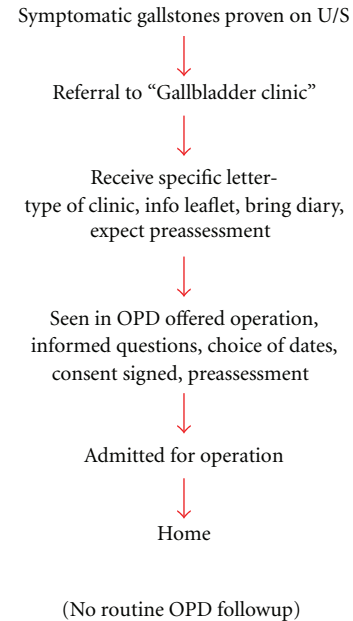 Symptomatic gallstones proven on U/S
Referral to “Gallbladder clinic”
Receive specific letter-
type of clinic, info leaflet, bring diary,
expect preassessment
Seen in OPD offered operation,
informed questions, choice of dates,
consent signed, preassessment
Admitted for operation
Home
(No routine OPD followup)